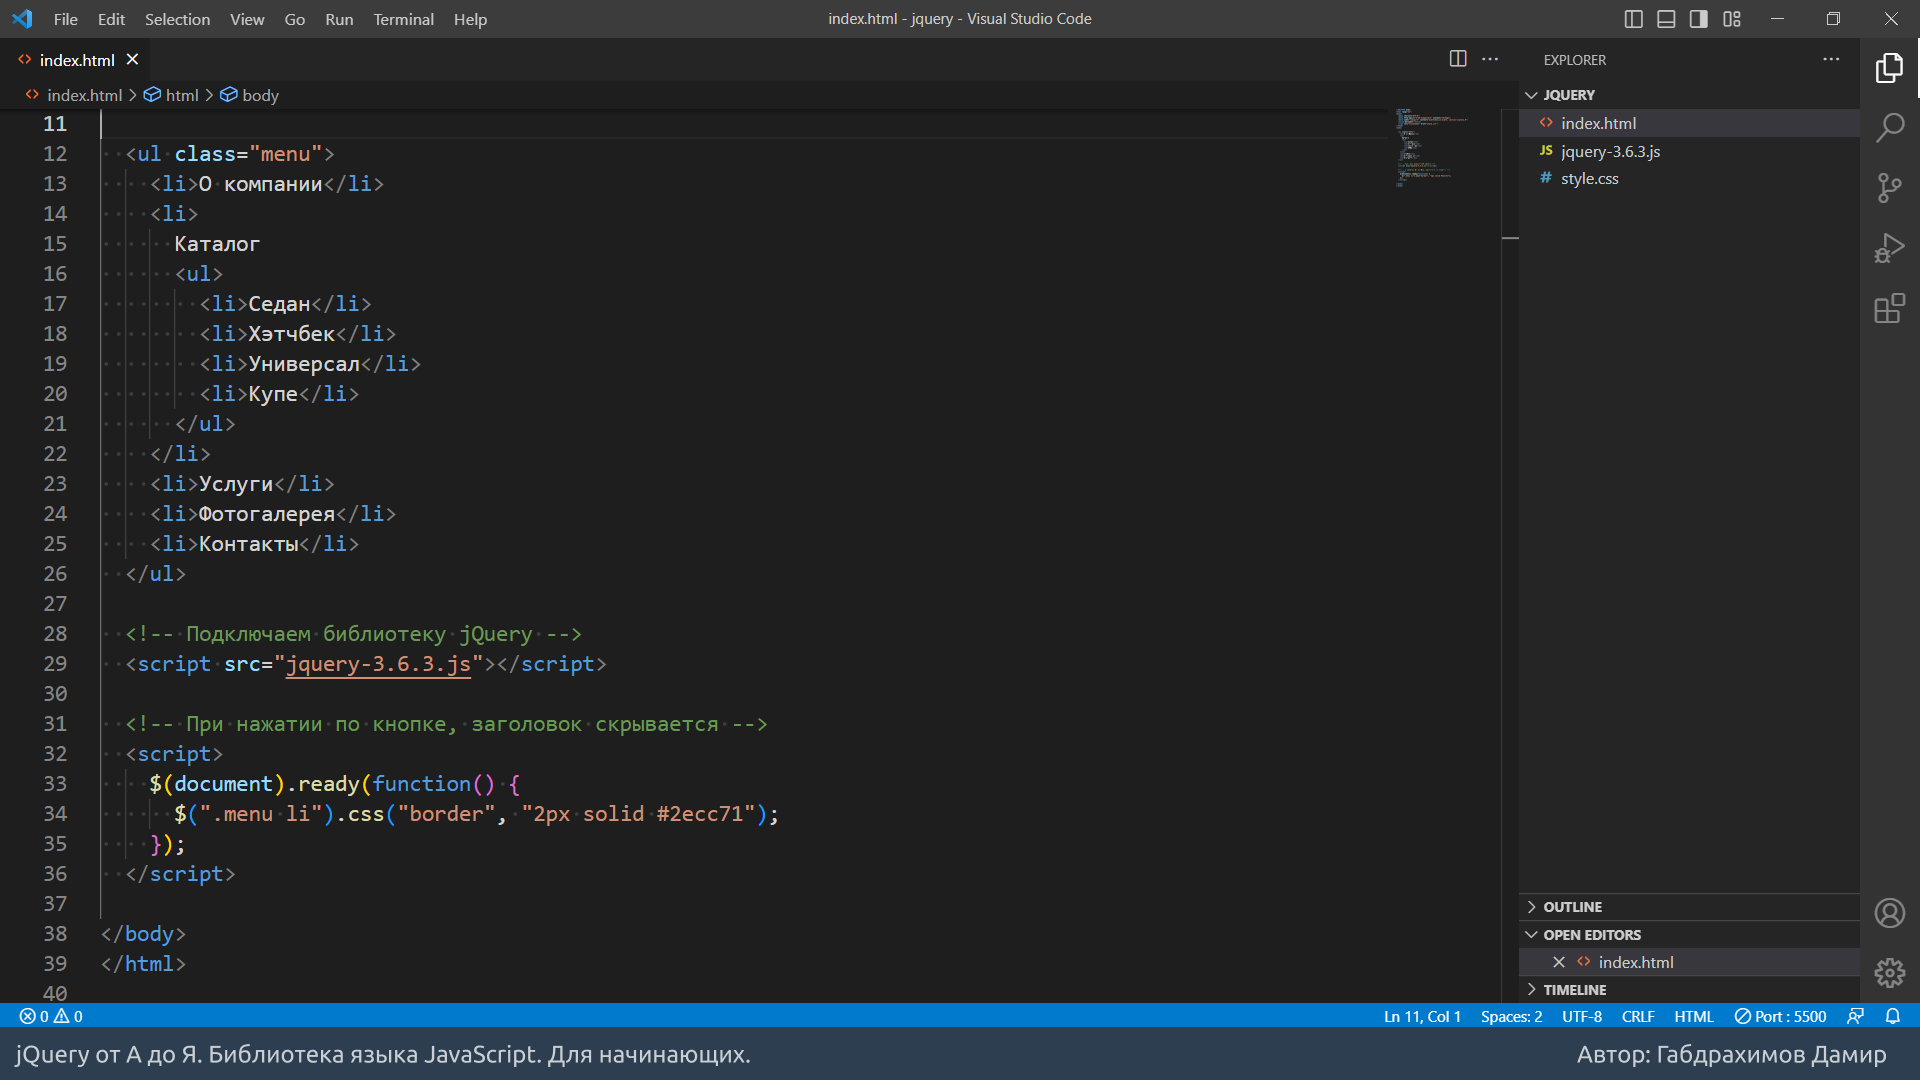 File Edit Selection View Go Run Terminal Help
index.html - jquery - Visual Studio Code
index.html
index.html > html > body
11
12 <ul class="menu">
13 <li>О компании</li>
14 <li>
15 Каталог
16 <ul>
17 <li>Седан</li>
18 <li>Хэтчбек</li>
19 <li>Универсал</li>
20 <li>Купе</li>
21 </ul>
22 </li>
23 <li>Услуги</li>
24 <li>Фотогалерея</li>
25 <li>Контакты</li>
26 </ul>
27
28 <!-- Подключаем библиотеку jQuery -->
29 <script src="jquery-3.6.3.js"></script>
30
31 <!-- При нажатии по кнопке, заголовок скрывается -->
32 <script>
33 $(document).ready(function() {
34 $(".menu li").css("border", "2px solid #2ecc71");
35 });
36 </script>
37
38 </body>
39 </html>
40
EXPLORER
JQUERY
index.html
JS jquery-3.6.3.js
# style.css
OUTLINE
OPEN EDITORS
index.html
TIMELINE
0 0
Ln 11, Col 1 Spaces: 2 UTF-8 CRLF HTML Port : 5500
jQuery от А до Я. Библиотека языка JavaScript. Для начинающих.
Автор: Габдрахимов Дамир